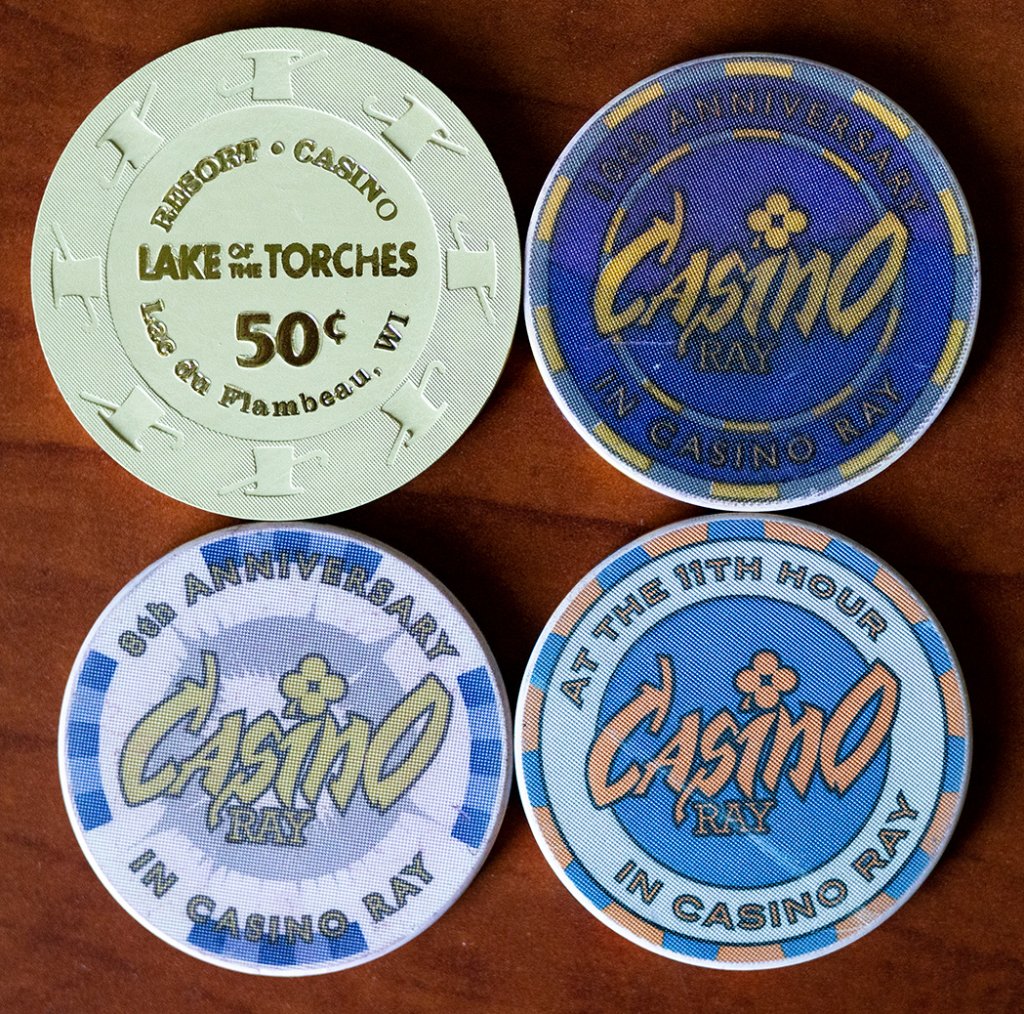 RESORT • CASINO
LAKE OF THE TORCHES
50¢
Lac du Flambeau, WI
10th ANNIVERSARY
CASINO
RAY
IN CASINO RAY
8th ANNIVERSARY
CASINO
RAY
IN CASINO RAY
AT THE 11TH HOUR
CASINO
RAY
IN CASINO RAY